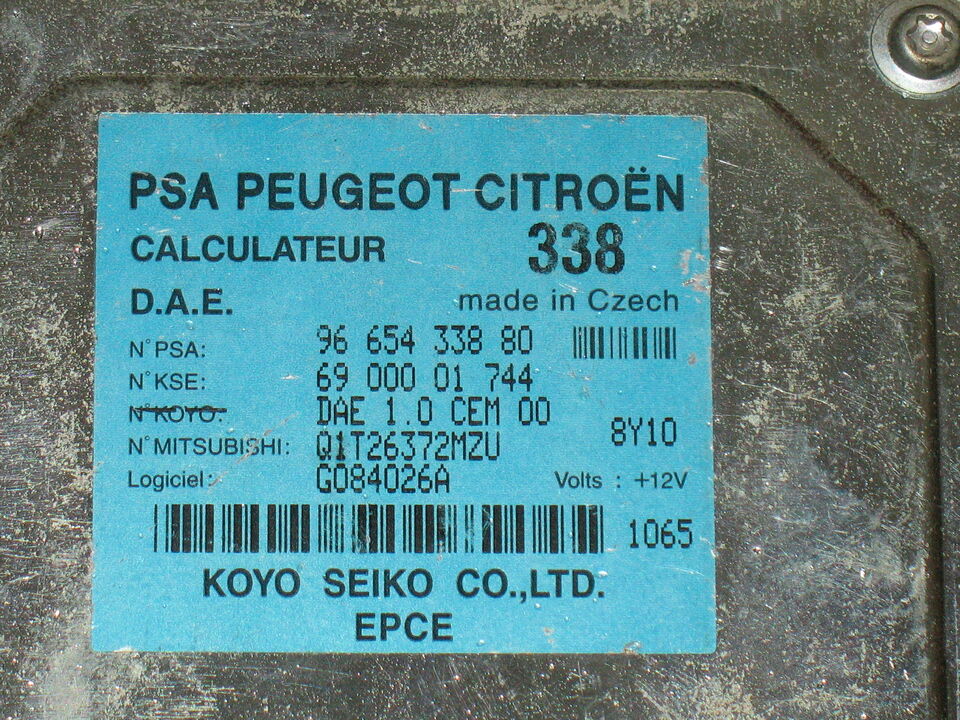 PSA PEUGEOT CITROËN
CALCULATEUR 338
D.A.E. made in Czech
N°PSA: 96 654 338 80
N°KSE: 69 000 01 744
N°KOYO: DAE 1.0 CEM 00
8Y10
N°MITSUBISHI: Q1T26372MZU
Logiciel: G084026A Volts : +12V
1065
KOYO SEIKO CO.,LTD.
EPCE